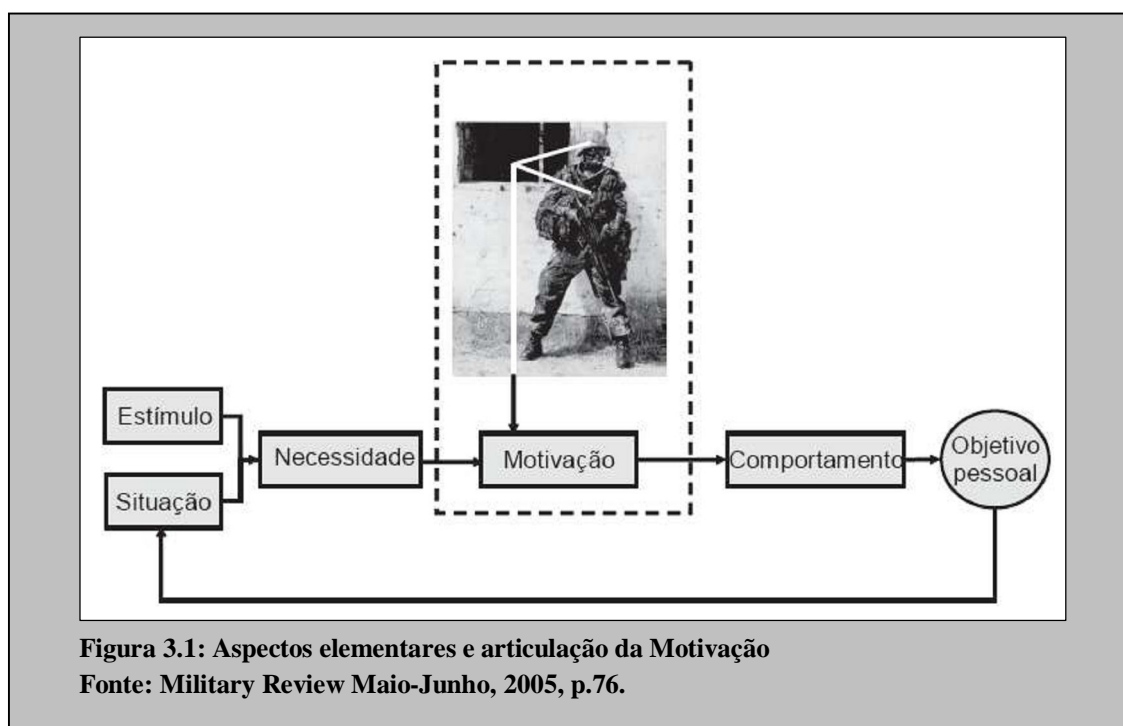 Estímulo
Situação
Necessidade
Motivação
Comportamento
Objetivo
pessoal
Figura 3.1: Aspectos elementares e articulação da Motivação
Fonte: Military Review Maio-Junho, 2005, p.76.